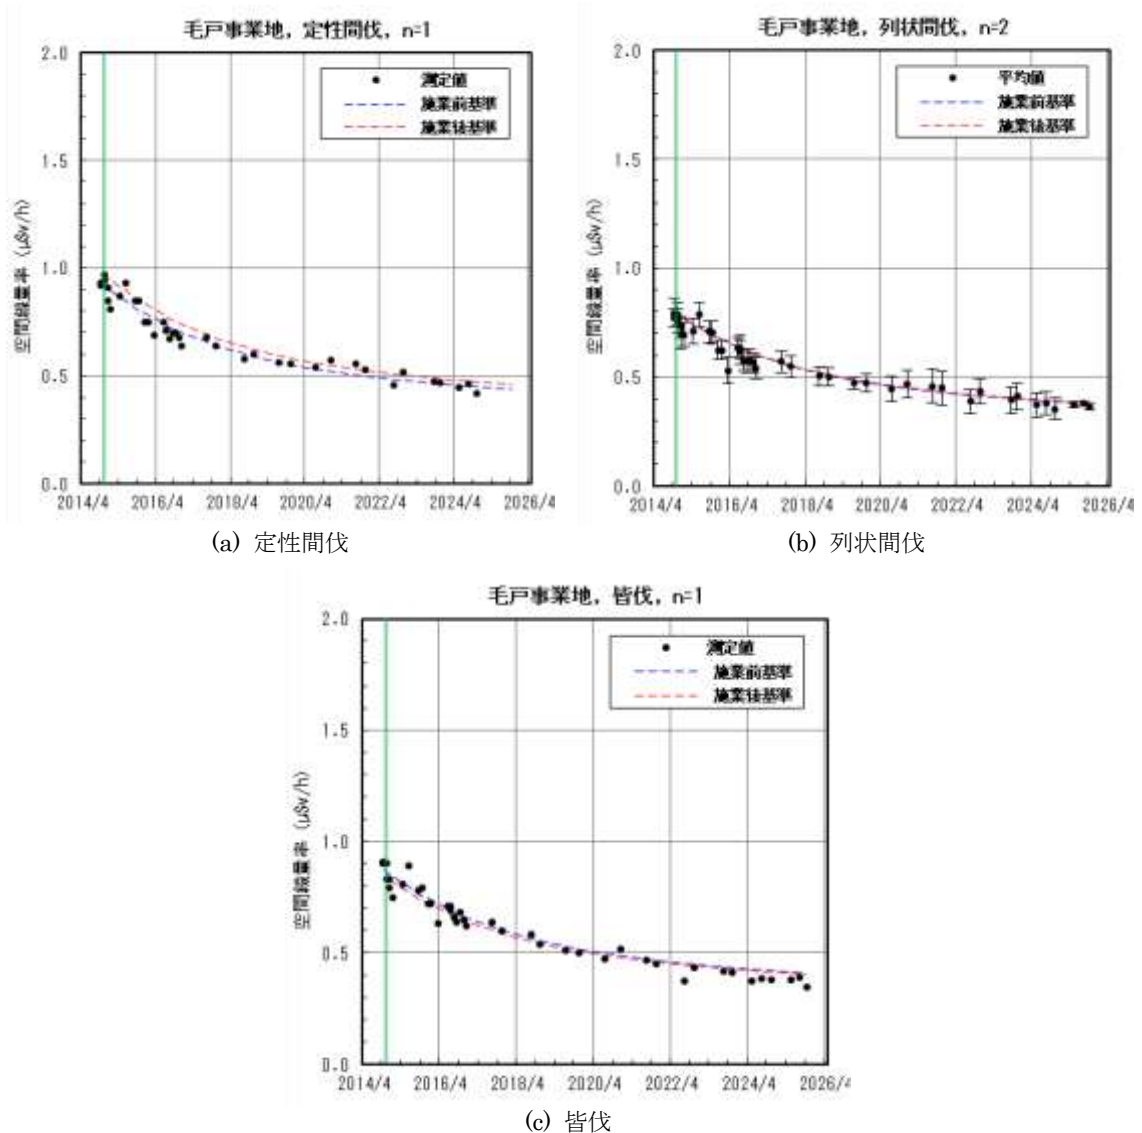 毛戸事業地, 定性間伐, n=1
2.0
1.5
1.0
0.5
0.0
空間線量率 (μSv/h)
測定値
施業前基準
施業後基準
2014/4 2016/4 2018/4 2020/4 2022/4 2024/4 2026/4
(a) 定性間伐
毛戸事業地, 列状間伐, n=2
2.0
1.5
1.0
0.5
0.0
空間線量率 (μSv/h)
平均値
施業前基準
施業後基準
2014/4 2016/4 2018/4 2020/4 2022/4 2024/4 2026/4
(b) 列状間伐
毛戸事業地, 皆伐, n=1
2.0
1.5
1.0
0.5
0.0
空間線量率 (μSv/h)
測定値
施業前基準
施業後基準
2014/4 2016/4 2018/4 2020/4 2022/4 2024/4 2026/4
(c) 皆伐